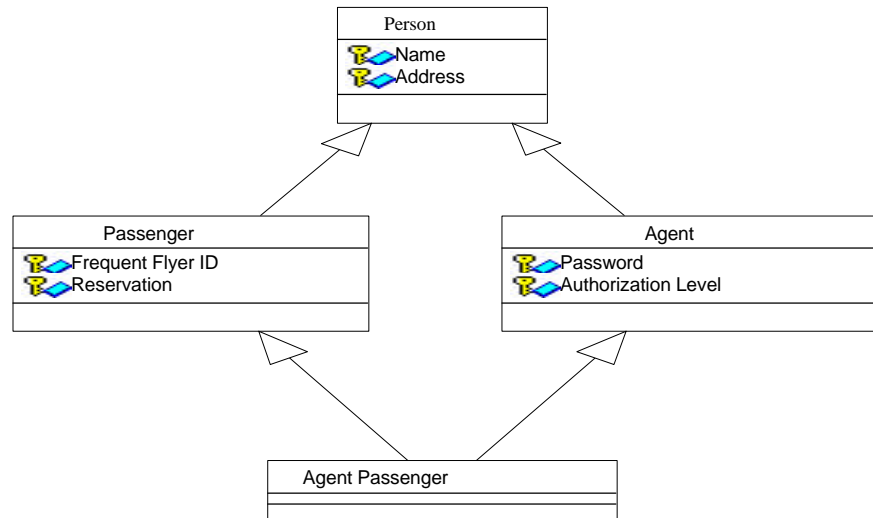 Person
Name
Address
Passenger
Frequent Flyer ID
Reservation
Agent
Password
Authorization Level
Agent Passenger